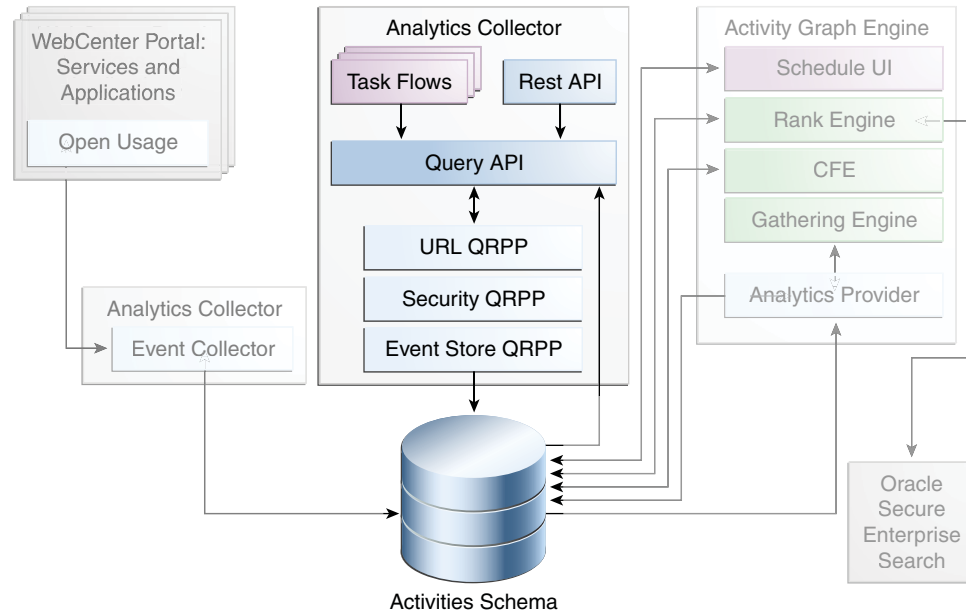 WebCenter Portal:
Services and
Applications
Open Usage
Analytics Collector
Event Collector
Analytics Collector
Task Flows
Rest API
Query API
URL QRPP
Security QRPP
Event Store QRPP
Activities Schema
Activity Graph Engine
Schedule UI
Rank Engine
CFE
Gathering Engine
Analytics Provider
Oracle
Secure
Enterprise
Search